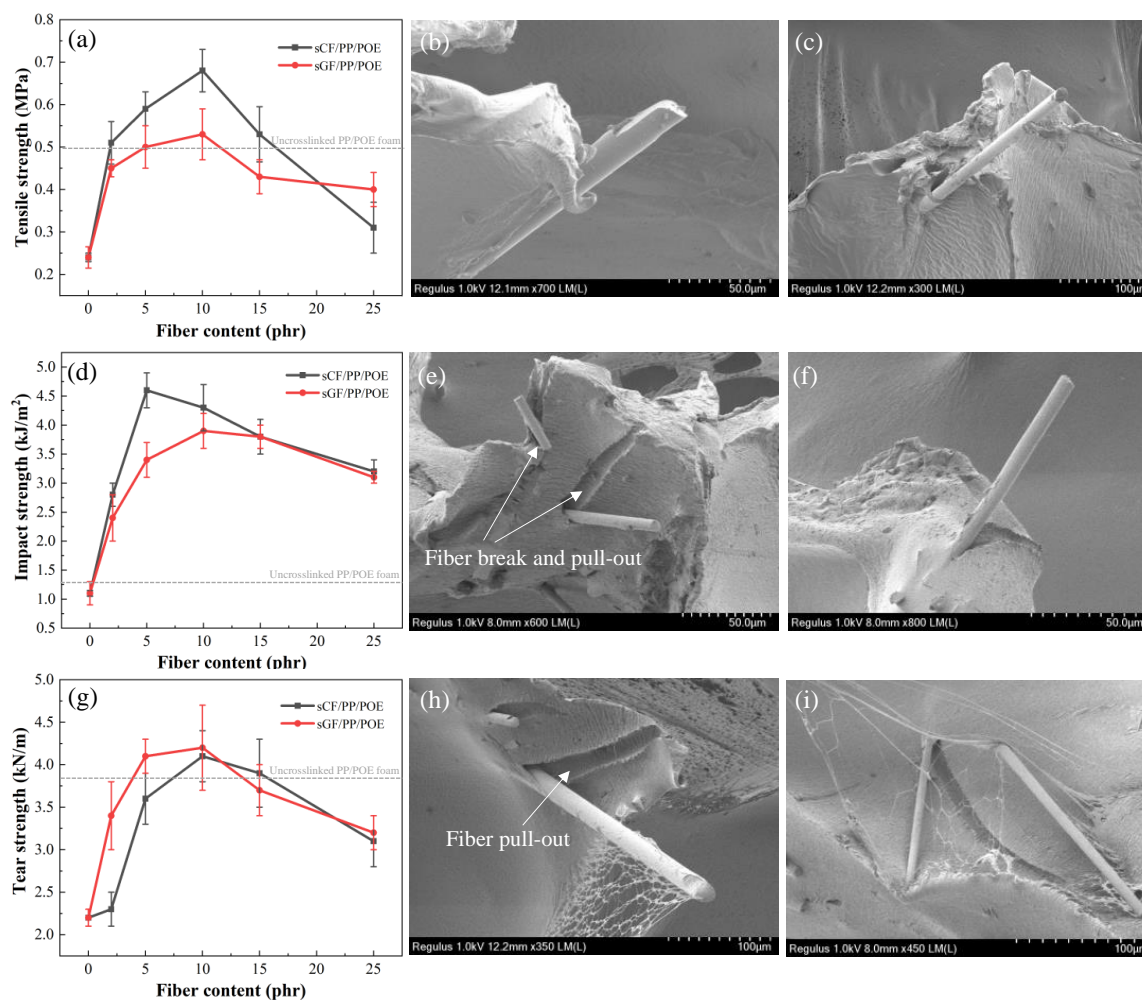 (a)
sCF/PP/POE
sGF/PP/POE
Uncrosslinked PP/POE foam
Tensile strength (MPa)
0.8
0.7
0.6
0.5
0.4
0.3
0.2
0 5 10 15 20 25
Fiber content (phr)
(b)
Regulus 1.0kV 12.1mm x700 LM(L) 50.0µm
(c)
Regulus 1.0kV 12.2mm x300 LM(L) 100µm
(d)
sCF/PP/POE
sGF/PP/POE
Uncrosslinked PP/POE foam
Impact strength (kJ/m²)
5.0
4.5
4.0
3.5
3.0
2.5
2.0
1.5
1.0
0.5
0 5 10 15 20 25
Fiber content (phr)
(e)
Fiber break and pull-out
Regulus 1.0kV 8.0mm x600 LM(L) 50.0µm
(f)
Regulus 1.0kV 8.0mm x800 LM(L) 50.0µm
(g)
sCF/PP/POE
sGF/PP/POE
Uncrosslinked PP/POE foam
Tear strength (kN/m)
5.0
4.5
4.0
3.5
3.0
2.5
2.0
0 5 10 15 20 25
Fiber content (phr)
(h)
Fiber pull-out
Regulus 1.0kV 12.2mm x350 LM(L) 100µm
(i)
Regulus 1.0kV 8.0mm x450 LM(L) 100µm